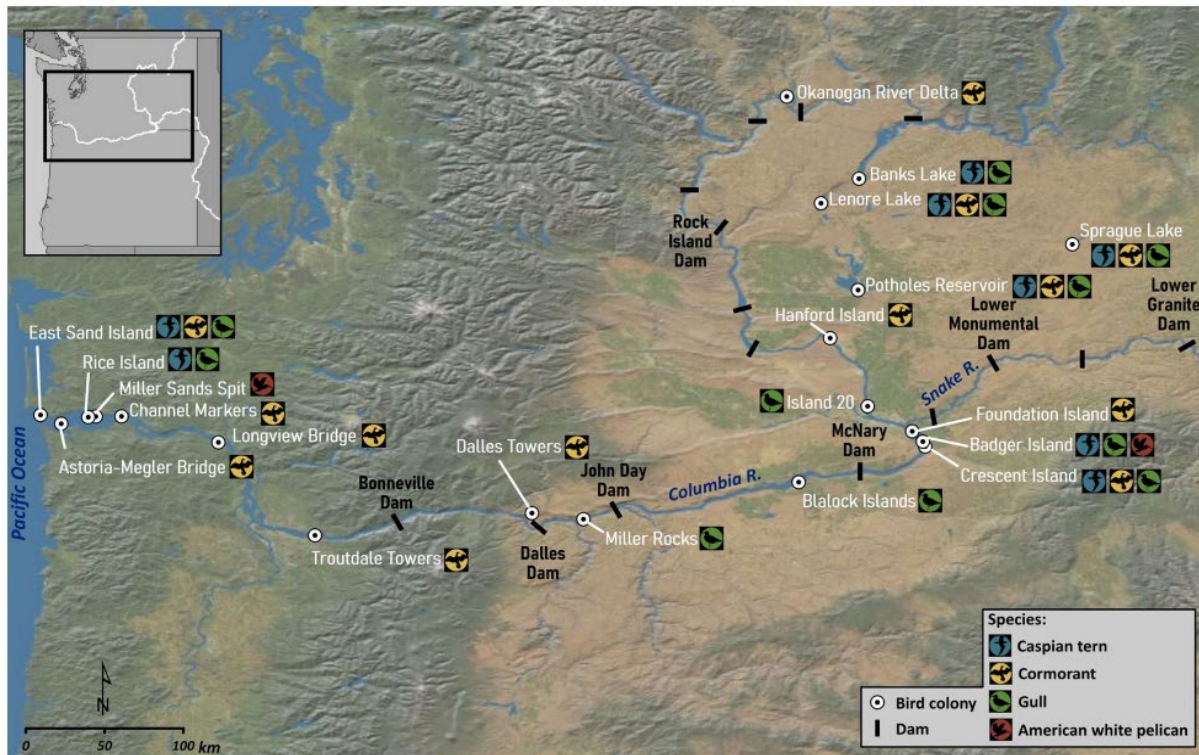 Okanogan River Delta
Banks Lake
Lenore Lake
Rock
Island
Dam
Sprague Lake
Potholes Reservoir
Lower
Granite
Dam
Lower
Monumental
Dam
Hanford Island
East Sand Island
Rice Island
Miller Sands Spit
Channel Markers
Longview Bridge
Astoria-Megler Bridge
Pacific Ocean
Island 20
Snake R.
Foundation Island
Badger Island
Crescent Island
McNary
Dam
Dalles Towers
John Day
Dam
Columbia R.
Bonneville
Dam
Blalock Islands
Miller Rocks
Dalles
Dam
Troutdale Towers
N
0 50 100 km
Species:
Caspian tern
Cormorant
Gull
American white pelican
Bird colony
Dam